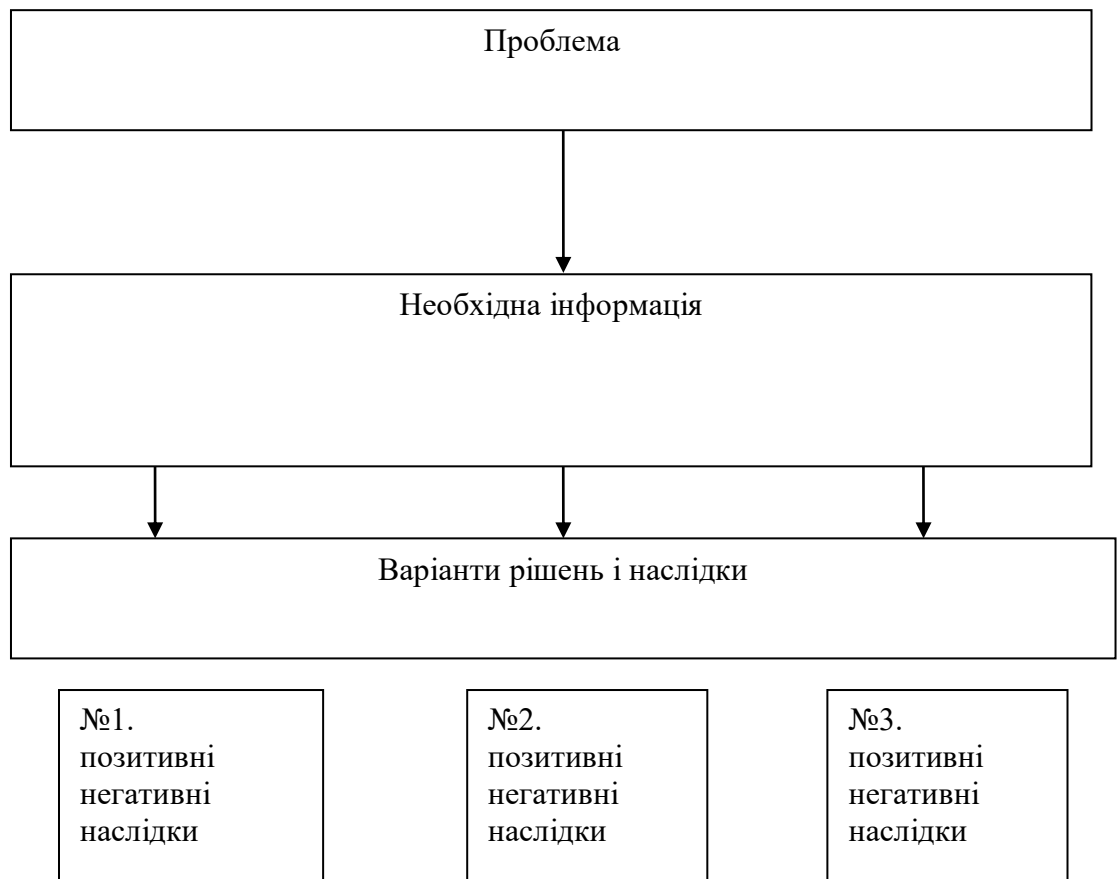 Проблема
Необхідна інформація
Варіанти рішень і наслідки
№1.
позитивні
негативні
наслідки
№2.
позитивні
негативні
наслідки
№3.
позитивні
негативні
наслідки